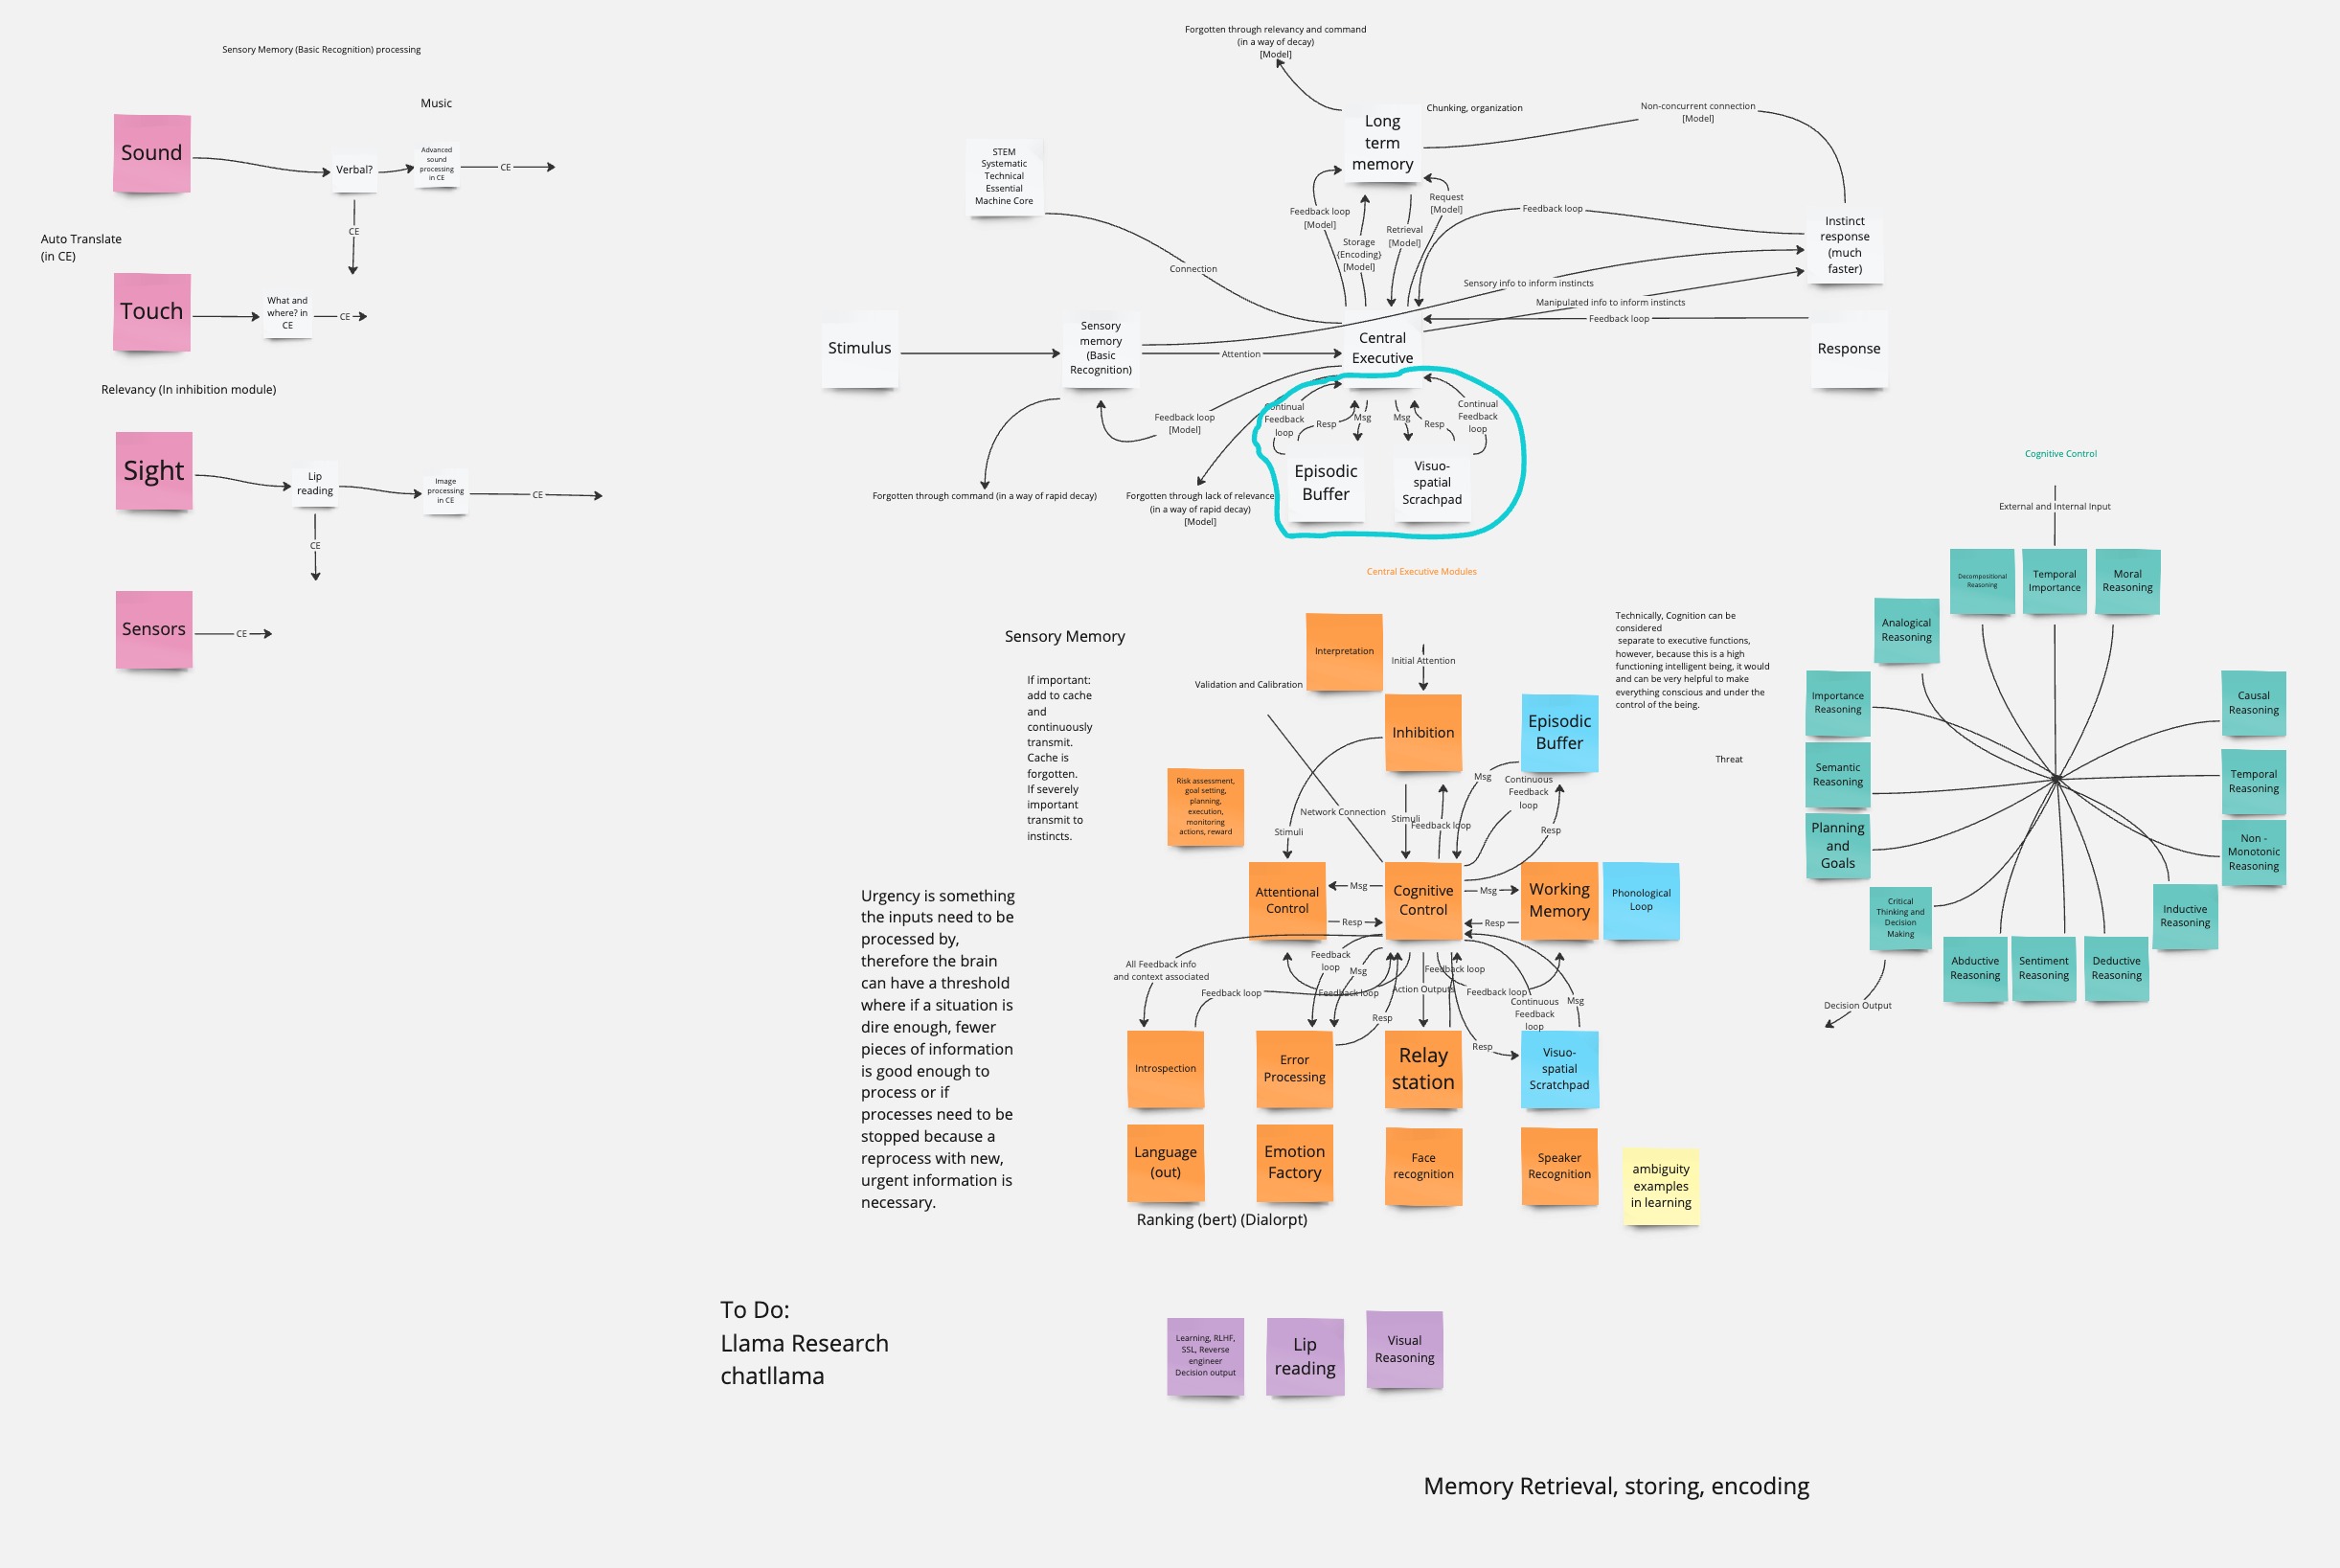 Sensory Memory (Basic Recognition) processing
Music
Sound
Verbal?
Advanced
sound
processing
in CE
CE
CE
Auto Translate
(in CE)
Touch
What and
where? in
CE
CE
Relevancy (In inhibition module)
Sight
Lip
reading
Image
processing
in CE
CE
CE
Sensors
CE
Forgotten through relevancy and command
(in a way of decay)
[Model]
Long
term
memory
Chunking, organization
Non-concurrent connection
[Model]
STEM
Systematic
Technical
Essential
Machine Core
Connection
Feedback loop
[Model]
Storage
{Encoding}
[Model]
Retrieval
[Model]
Request
[Model]
Feedback loop
Instinct
response
(much
faster)
Sensory info to inform instincts
Manipulated info to inform instincts
Feedback loop
Stimulus
Sensory
memory
(Basic
Recognition)
Attention
Central
Executive
Response
Feedback loop
[Model]
Continual
Feedback
loop
Resp
Msg
Msg
Resp
Continual
Feedback
loop
Episodic
Buffer
Visuo-
spatial
Scrachpad
Forgotten through command (in a way of rapid decay)
Forgotten through lack of relevance
(in a way of rapid decay)
[Model]
Central Executive Modules
Sensory Memory
If important:
add to cache
and
continuously
transmit.
Cache is
forgotten.
If severely
important
transmit to
instincts.
Interpretation
Initial Attention
Validation and Calibration
Inhibition
Episodic
Buffer
Technically, Cognition can be
considered
separate to executive functions,
however, because this is a high
functioning intelligent being, it would
and can be very helpful to make
everything conscious and under the
control of the being.
Threat
Risk assessment,
goal setting,
planning,
execution,
monitoring
actions, reward
Stimuli
Network Connection
Stimuli
Feedback loop
Msg
Continuous
Feedback
loop
Resp
Attentional
Control
Msg
Resp
Cognitive
Control
Msg
Resp
Working
Memory
Phonological
Loop
All Feedback info
and context associated
Feedback loop
Feedback
loop
Msg
Feedback loop
Resp
Action Outputs
Feedback loop
Feedback loop
Continuous
Feedback
loop
Msg
Resp
Introspection
Error
Processing
Relay
station
Visuo-
spatial
Scratchpad
Language
(out)
Emotion
Factory
Face
recognition
Speaker
Recognition
ambiguity
examples
in learning
Ranking (bert) (Dialorpt)
Urgency is something
the inputs need to be
processed by,
therefore the brain
can have a threshold
where if a situation is
dire enough, fewer
pieces of information
is good enough to
process or if
processes need to be
stopped because a
reprocess with new,
urgent information is
necessary.
Cognitive Control
External and Internal Input
Decompositional
Reasoning
Temporal
Importance
Moral
Reasoning
Analogical
Reasoning
Importance
Reasoning
Causal
Reasoning
Semantic
Reasoning
Temporal
Reasoning
Planning
and
Goals
Non -
Monotonic
Reasoning
Critical
Thinking and
Decision
Making
Inductive
Reasoning
Abductive
Reasoning
Sentiment
Reasoning
Deductive
Reasoning
Decision Output
To Do:
Llama Research
chatllama
Learning, RLHF,
SSL, Reverse
engineer
Decision output
Lip
reading
Visual
Reasoning
Memory Retrieval, storing, encoding